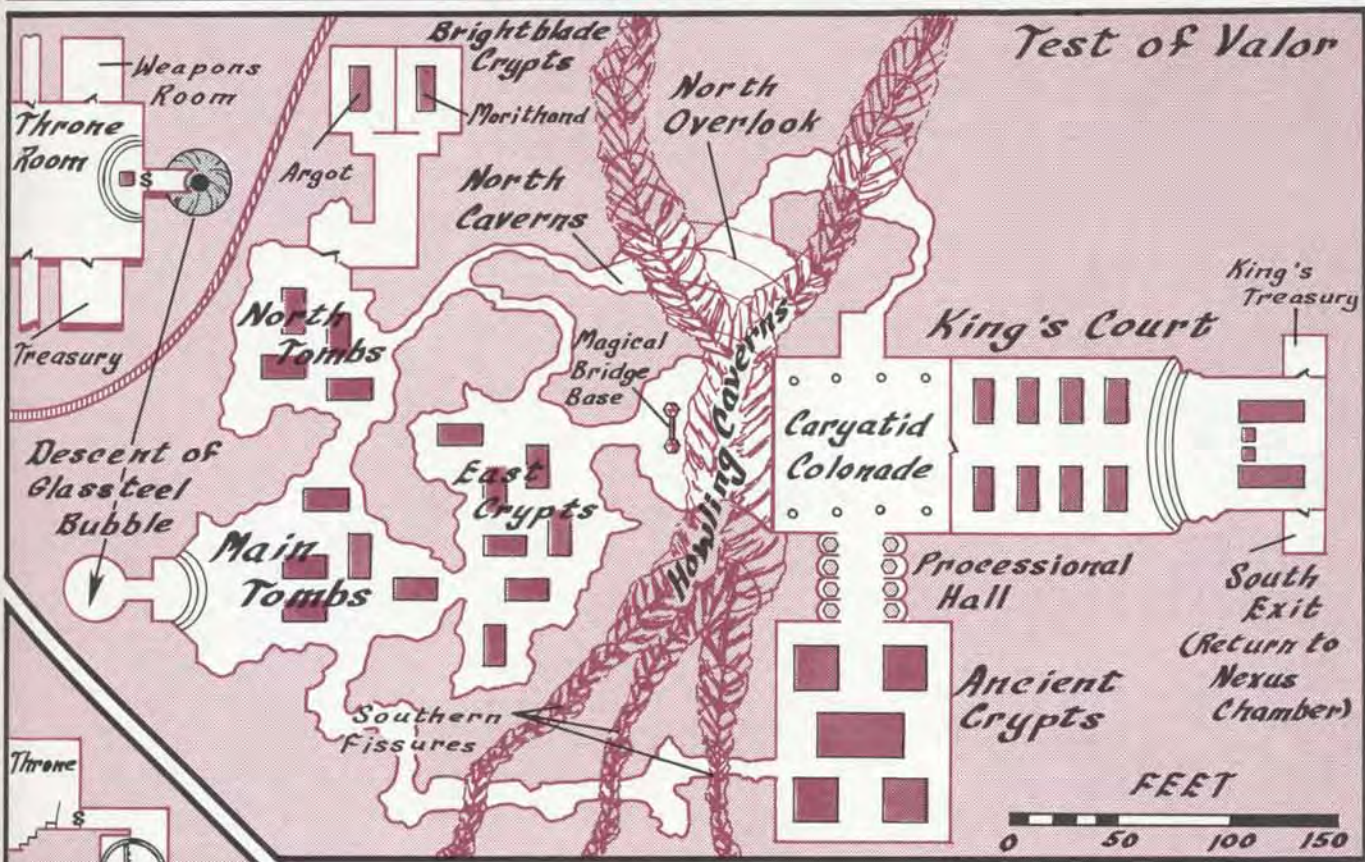 Test of Valor
Weapons
Room
Throne
Room
S
Treasury
Descent of
Glassteel
Bubble
Brightblade
Crypts
Argot
Morithand
North
Overlook
North
Caverns
North
Tombs
Magical
Bridge
Base
Howling Caverns
Main
Tombs
East
Crypts
King's Court
King's
Treasury
Caryatid
Colonade
Processional
Hall
South
Exit
(Return to
Nexus
Chamber)
Ancient
Crypts
Southern
Fissures
Throne
S
FEET
0 50 100 150